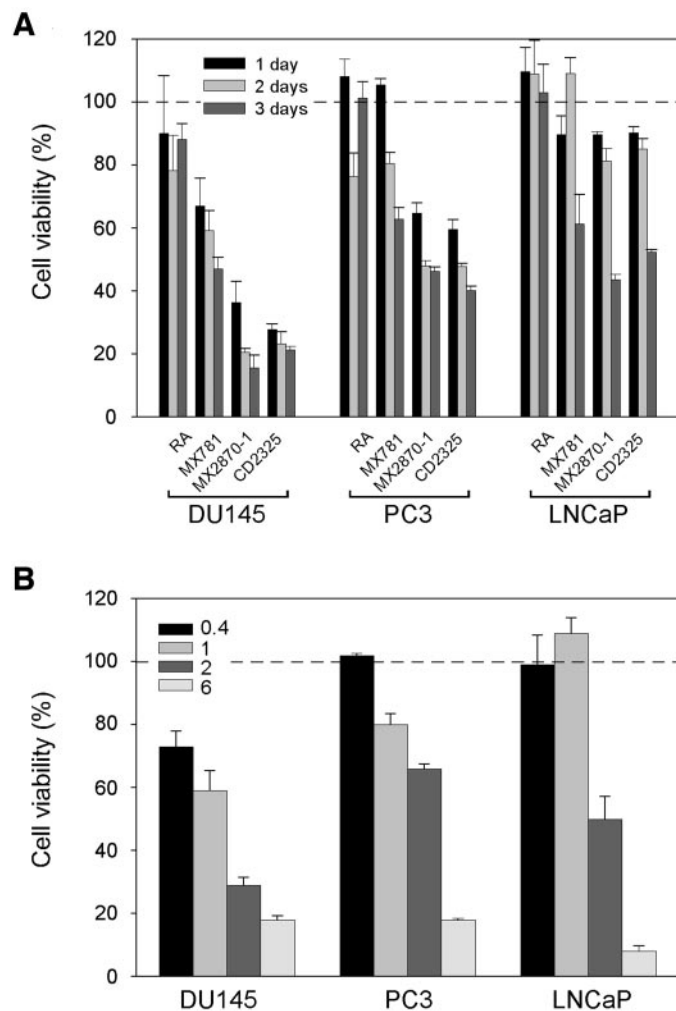 A
120
100
80
60
40
20
0
Cell viability (%)
1 day
2 days
3 days
RA
MX781
MX2870-1
CD2325
RA
MX781
MX2870-1
CD2325
RA
MX781
MX2870-1
CD2325
DU145 PC3 LNCaP
B
120
100
80
60
40
20
0
Cell viability (%)
0.4
1
2
6
DU145 PC3 LNCaP